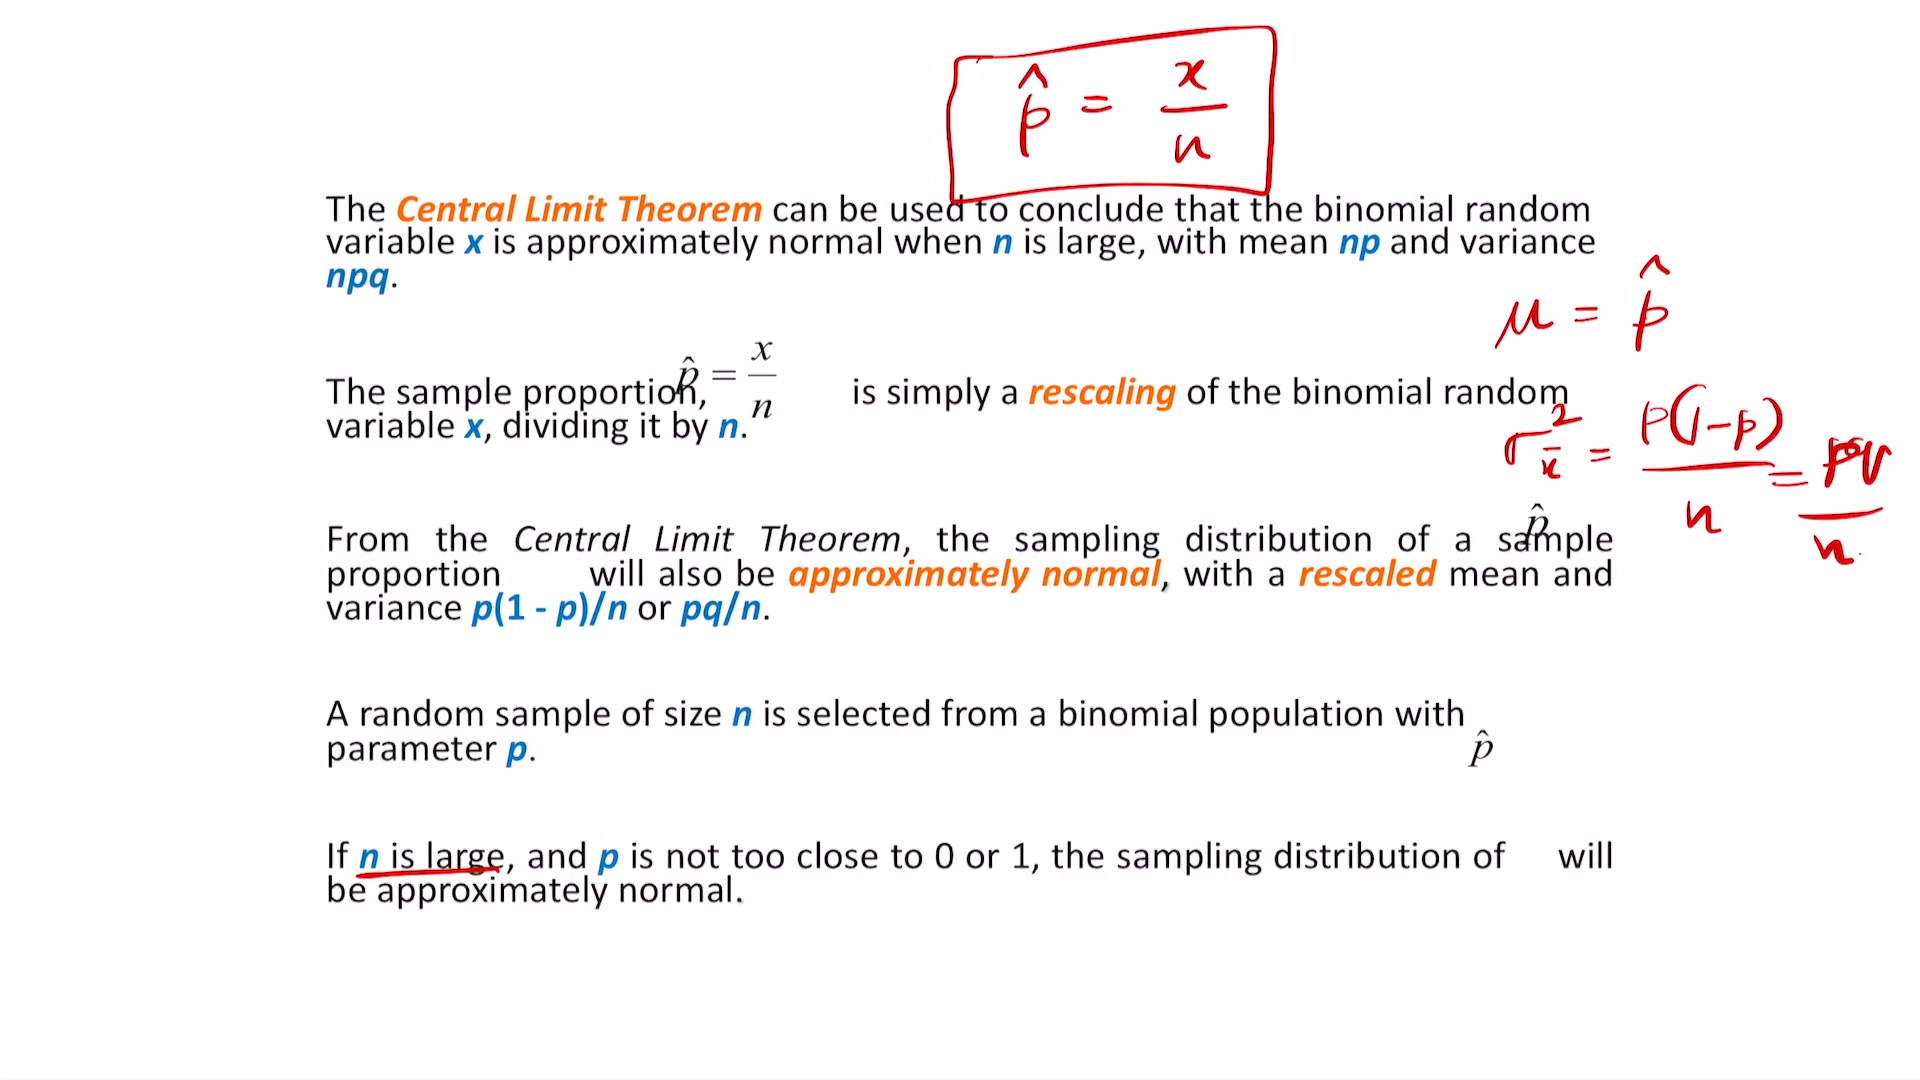 p̂ = x/n
The Central Limit Theorem can be used to conclude that the binomial random
variable x is approximately normal when n is large, with mean np and variance
npq.
μ = p̂
The sample proportion, p̂ = x/n is simply a rescaling of the binomial random
variable x, dividing it by n.
σ²x̄ = p(1-p)/n = pq/n
From the Central Limit Theorem, the sampling distribution of a sample
proportion p̂ will also be approximately normal, with a rescaled mean and
variance p(1 - p)/n or pq/n.
A random sample of size n is selected from a binomial population with
parameter p.
If n is large, and p is not too close to 0 or 1, the sampling distribution of p̂ will
be approximately normal.